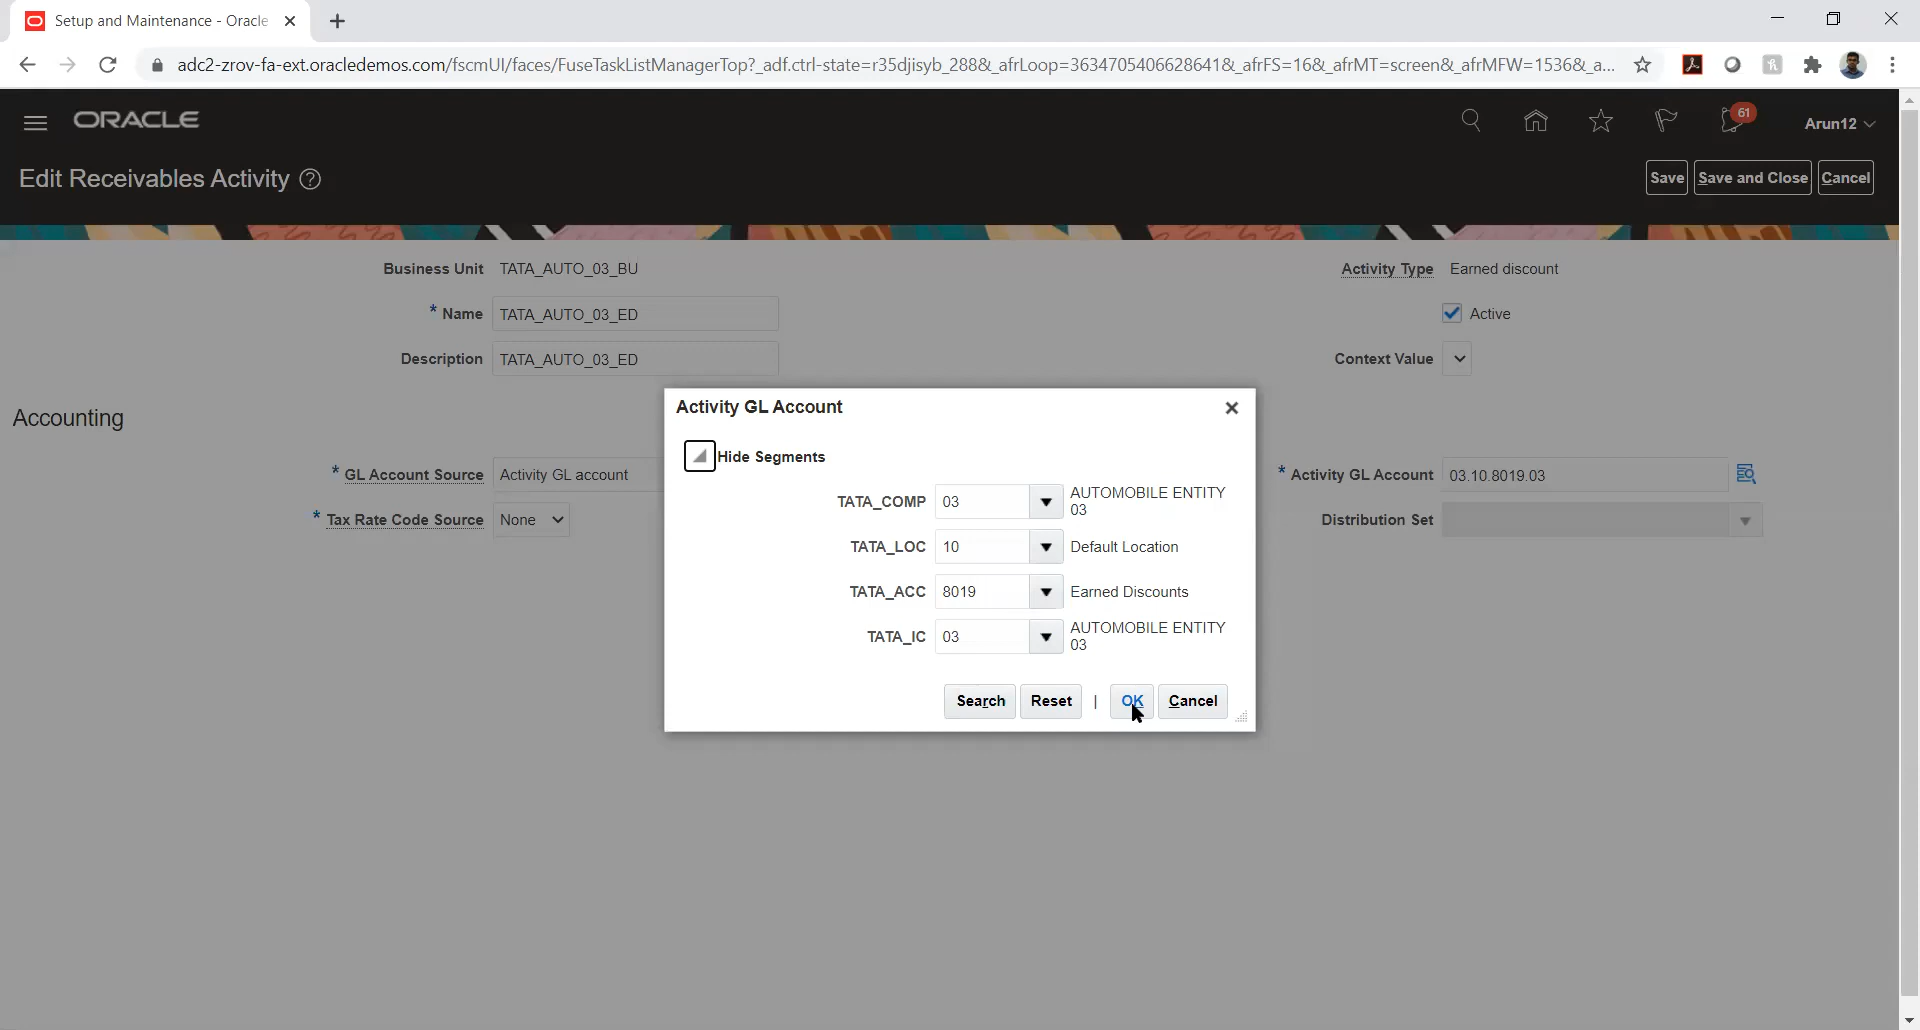 Setup and Maintenance - Oracle
adc2-zrov-fa-ext.oracledemos.com/fscmUI/faces/FuseTaskListManagerTop?_adf.ctrl-state=r35djisyb_288&_afrLoop=3634705406628641&_afrFS=16&_afrMT=screen&_afrMFW=1536&_a...
ORACLE
61
Arun12
Edit Receivables Activity
Save Save and Close Cancel
Business Unit TATA_AUTO_03_BU
Activity Type Earned discount
* Name TATA_AUTO_03_ED
Active
Description TATA_AUTO_03_ED
Context Value
Accounting
* GL Account Source Activity GL account
* Activity GL Account 03.10.8019.03
* Tax Rate Code Source None
Distribution Set
Activity GL Account
Hide Segments
TATA_COMP 03 AUTOMOBILE ENTITY
03
TATA_LOC 10 Default Location
TATA_ACC 8019 Earned Discounts
TATA_IC 03 AUTOMOBILE ENTITY
03
Search Reset | OK Cancel